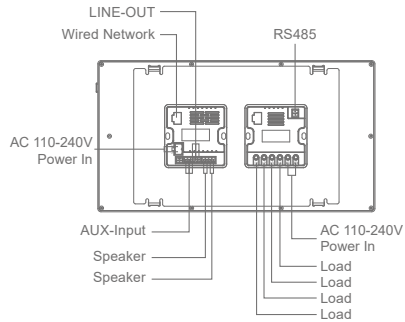 LINE-OUT
Wired Network
RS485
AC 110-240V
Power In
AUX-Input
Speaker
Speaker
AC 110-240V
Power In
Load
Load
Load
Load